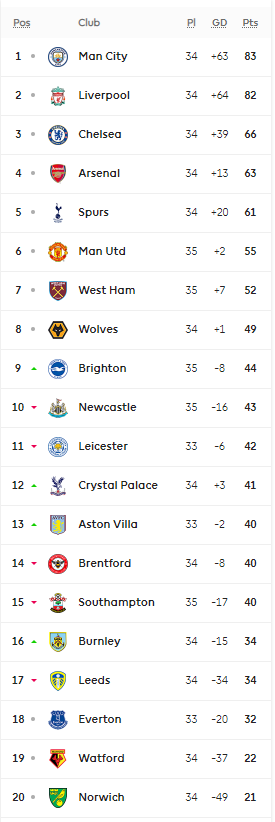 Pos Club Pl GD Pts
1 Man City 34 +63 83
2 Liverpool 34 +64 82
3 Chelsea 34 +39 66
4 Arsenal 34 +13 63
5 Spurs 34 +20 61
6 Man Utd 35 +2 55
7 West Ham 35 +7 52
8 Wolves 34 +1 49
9 Brighton 35 -8 44
10 Newcastle 35 -16 43
11 Leicester 33 -6 42
12 Crystal Palace 34 +3 41
13 Aston Villa 33 -2 40
14 Brentford 34 -8 40
15 Southampton 35 -17 40
16 Burnley 34 -15 34
17 Leeds 34 -34 34
18 Everton 33 -20 32
19 Watford 34 -37 22
20 Norwich 34 -49 21